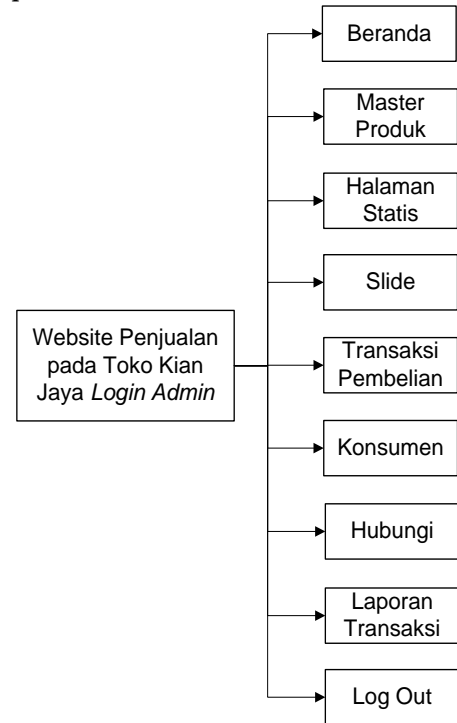 Beranda
Master
Produk
Halaman
Statis
Slide
Website Penjualan
pada Toko Kian
Jaya Login Admin
Transaksi
Pembelian
Konsumen
Hubungi
Laporan
Transaksi
Log Out